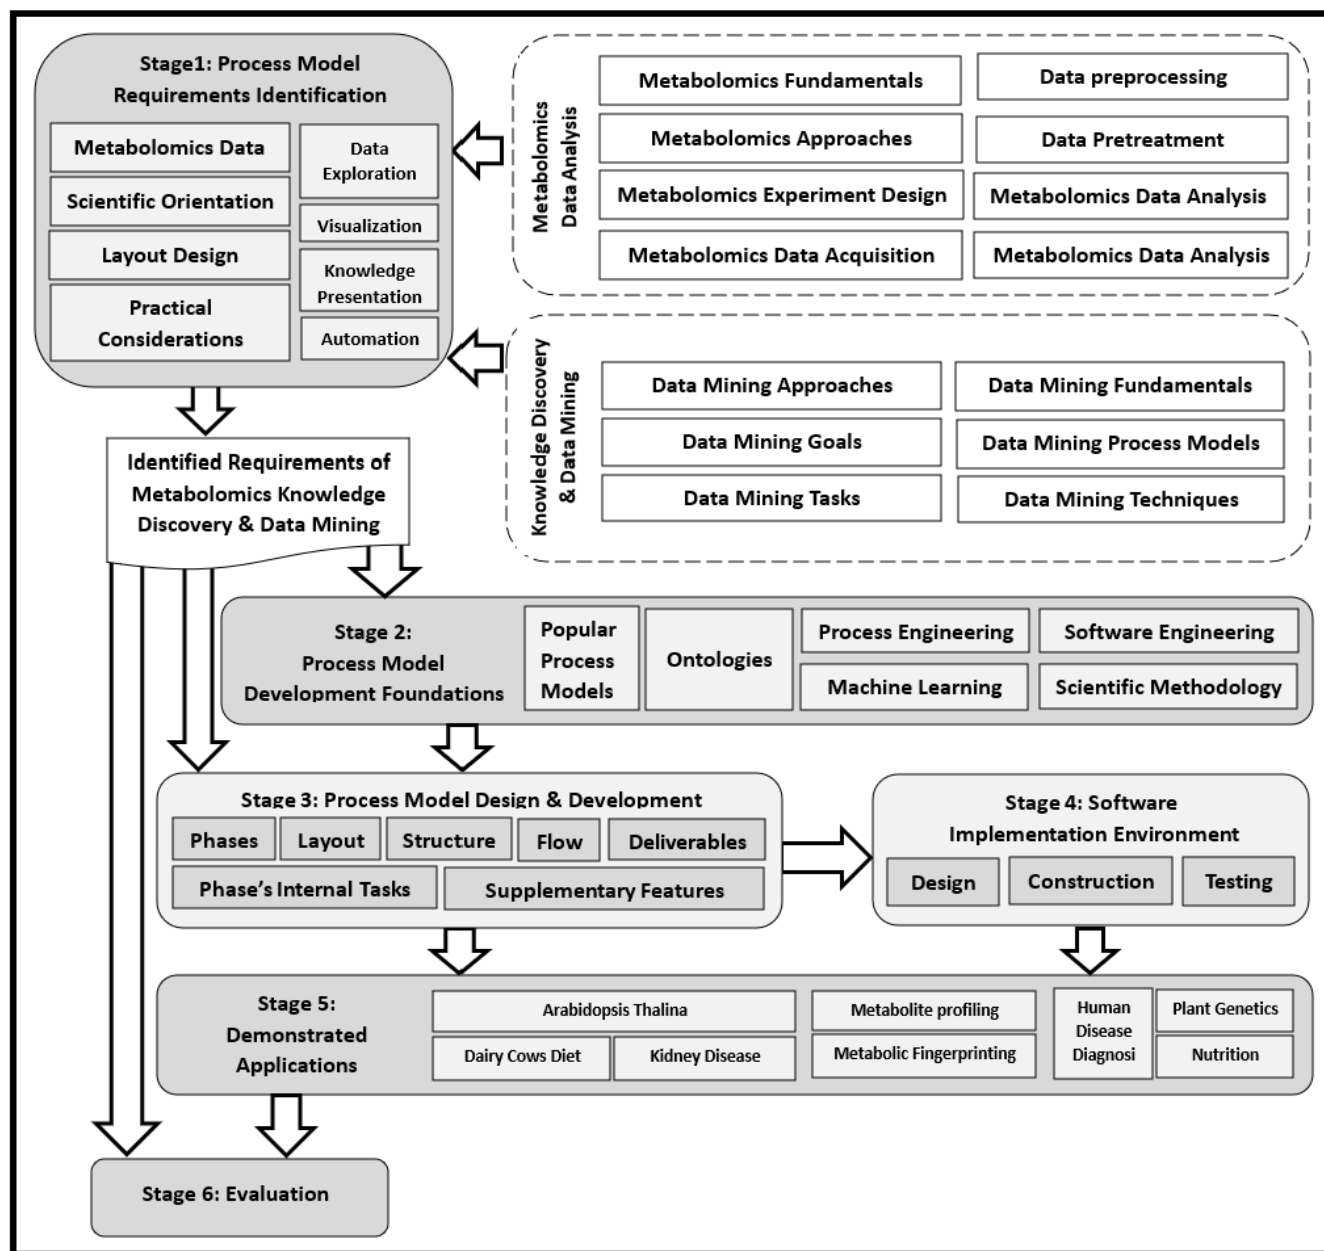 Stage1: Process Model
Requirements Identification
Metabolomics Data
Scientific Orientation
Layout Design
Practical
Considerations
Data
Exploration
Visualization
Knowledge
Presentation
Automation
Metabolomics
Data Analysis
Metabolomics Fundamentals
Metabolomics Approaches
Metabolomics Experiment Design
Metabolomics Data Acquisition
Data preprocessing
Data Pretreatment
Metabolomics Data Analysis
Metabolomics Data Analysis
Knowledge Discovery
& Data Mining
Data Mining Approaches
Data Mining Goals
Data Mining Tasks
Data Mining Fundamentals
Data Mining Process Models
Data Mining Techniques
Identified Requirements of
Metabolomics Knowledge
Discovery & Data Mining
Stage 2:
Process Model
Development Foundations
Popular
Process
Models
Ontologies
Process Engineering
Machine Learning
Software Engineering
Scientific Methodology
Stage 3: Process Model Design & Development
Phases
Layout
Structure
Flow
Deliverables
Phase's Internal Tasks
Supplementary Features
Stage 4: Software
Implementation Environment
Design
Construction
Testing
Stage 5:
Demonstrated
Applications
Arabidopsis Thalina
Dairy Cows Diet
Kidney Disease
Metabolite profiling
Metabolic Fingerprinting
Human
Disease
Diagnosi
Plant Genetics
Nutrition
Stage 6: Evaluation